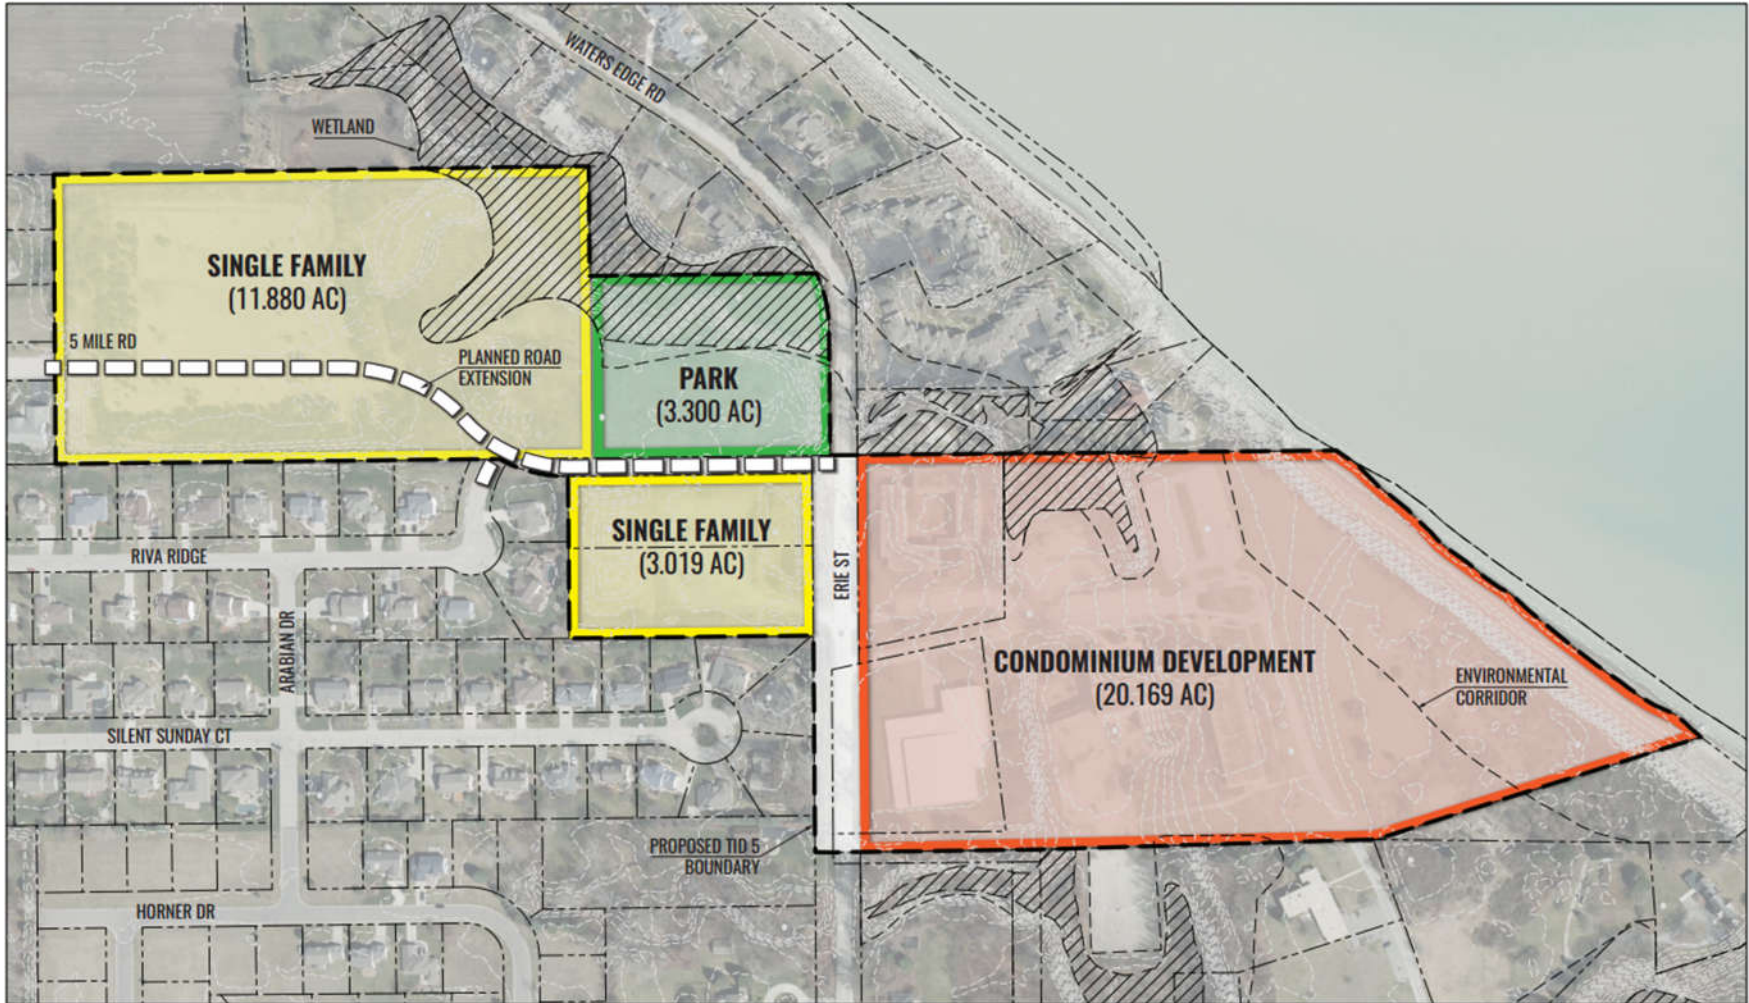 WATERS EDGE RD
WETLAND
SINGLE FAMILY
(11.880 AC)
5 MILE RD
PLANNED ROAD
EXTENSION
PARK
(3.300 AC)
SINGLE FAMILY
(3.019 AC)
RIVA RIDGE
ERIE ST
ARABIAN DR
CONDOMINIUM DEVELOPMENT
(20.169 AC)
ENVIRONMENTAL
CORRIDOR
SILENT SUNDAY CT
PROPOSED TID 5
BOUNDARY
HORNER DR